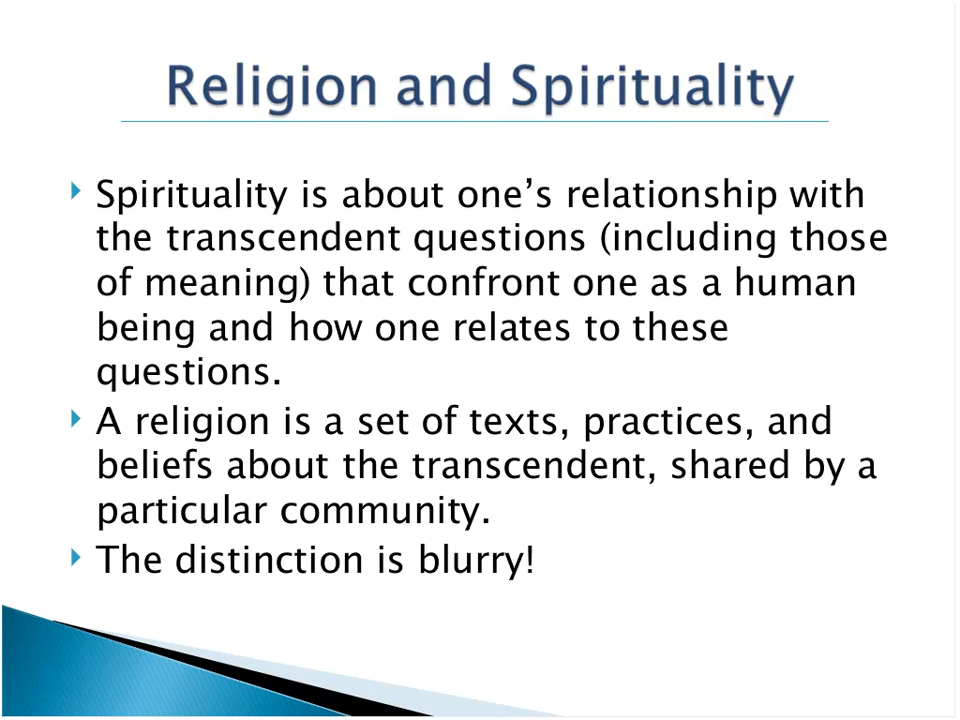 Religion and Spirituality
Spirituality is about one’s relationship with
the transcendent questions (including those
of meaning) that confront one as a human
being and how one relates to these
questions.
A religion is a set of texts, practices, and
beliefs about the transcendent, shared by a
particular community.
The distinction is blurry!